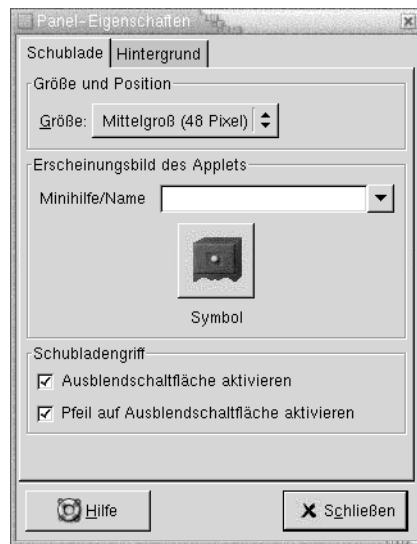 Panel-Eigenschaften
Schublade Hintergrund
Größe und Position
Größe: Mittelgroß (48 Pixel)
Erscheinungsbild des Applets
Minihilfe/Name
Symbol
Schubladengriff
Ausblendschaltfläche aktivieren
Pfeil auf Ausblendschaltfläche aktivieren
Hilfe Schließen